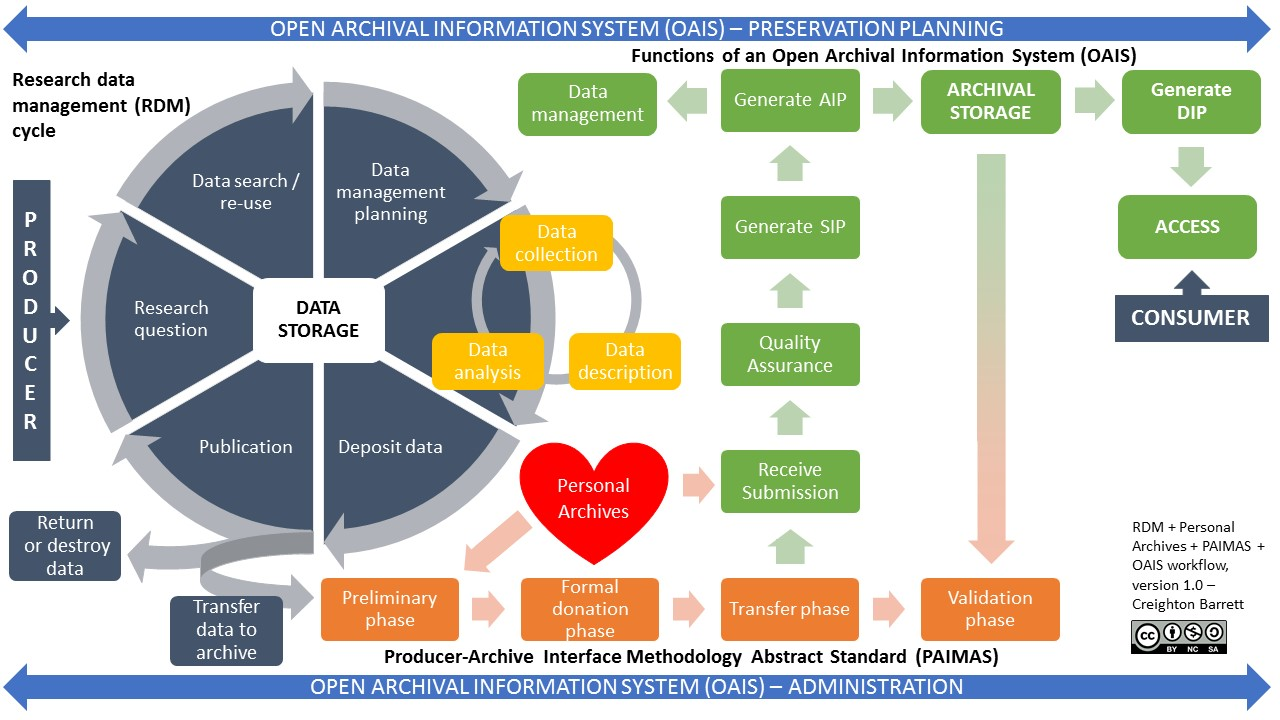 OPEN ARCHIVAL INFORMATION SYSTEM (OAIS) – PRESERVATION PLANNING
Functions of an Open Archival Information System (OAIS)
Research data
management (RDM)
cycle
PRODUCER
Data search /
re-use
Data
management
planning
Research
question
DATA
STORAGE
Data
collection
Data
analysis
Data
description
Publication
Deposit data
Return
or destroy
data
Transfer
data to
archive
Personal
Archives
Data
management
Generate AIP
ARCHIVAL
STORAGE
Generate
DIP
Generate SIP
ACCESS
CONSUMER
Quality
Assurance
Receive
Submission
Preliminary
phase
Formal
donation
phase
Transfer phase
Validation
phase
Producer-Archive Interface Methodology Abstract Standard (PAIMAS)
RDM + Personal
Archives + PAIMAS +
OAIS workflow,
version 1.0 –
Creighton Barrett
cc
BY NC SA
OPEN ARCHIVAL INFORMATION SYSTEM (OAIS) – ADMINISTRATION